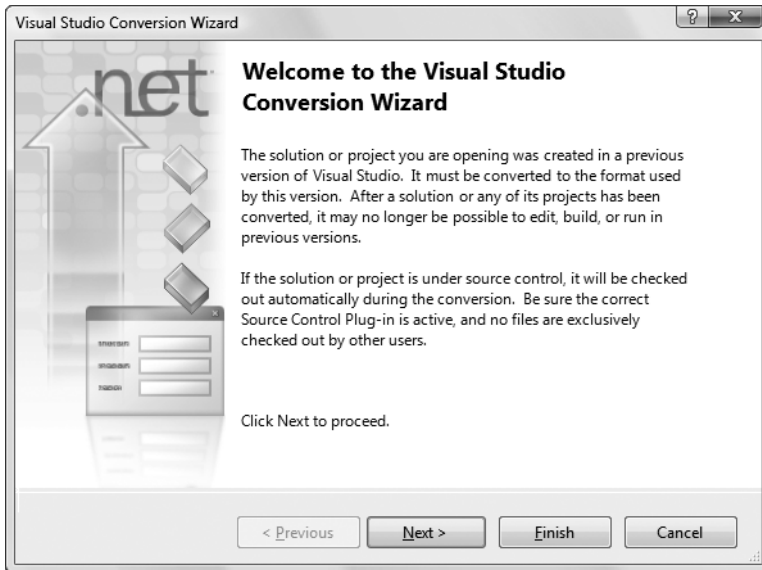 Visual Studio Conversion Wizard
? X
.net
Welcome to the Visual Studio
Conversion Wizard
The solution or project you are opening was created in a previous
version of Visual Studio. It must be converted to the format used
by this version. After a solution or any of its projects has been
converted, it may no longer be possible to edit, build, or run in
previous versions.
If the solution or project is under source control, it will be checked
out automatically during the conversion. Be sure the correct
Source Control Plug-in is active, and no files are exclusively
checked out by other users.
Click Next to proceed.
< Previous
Next >
Finish
Cancel